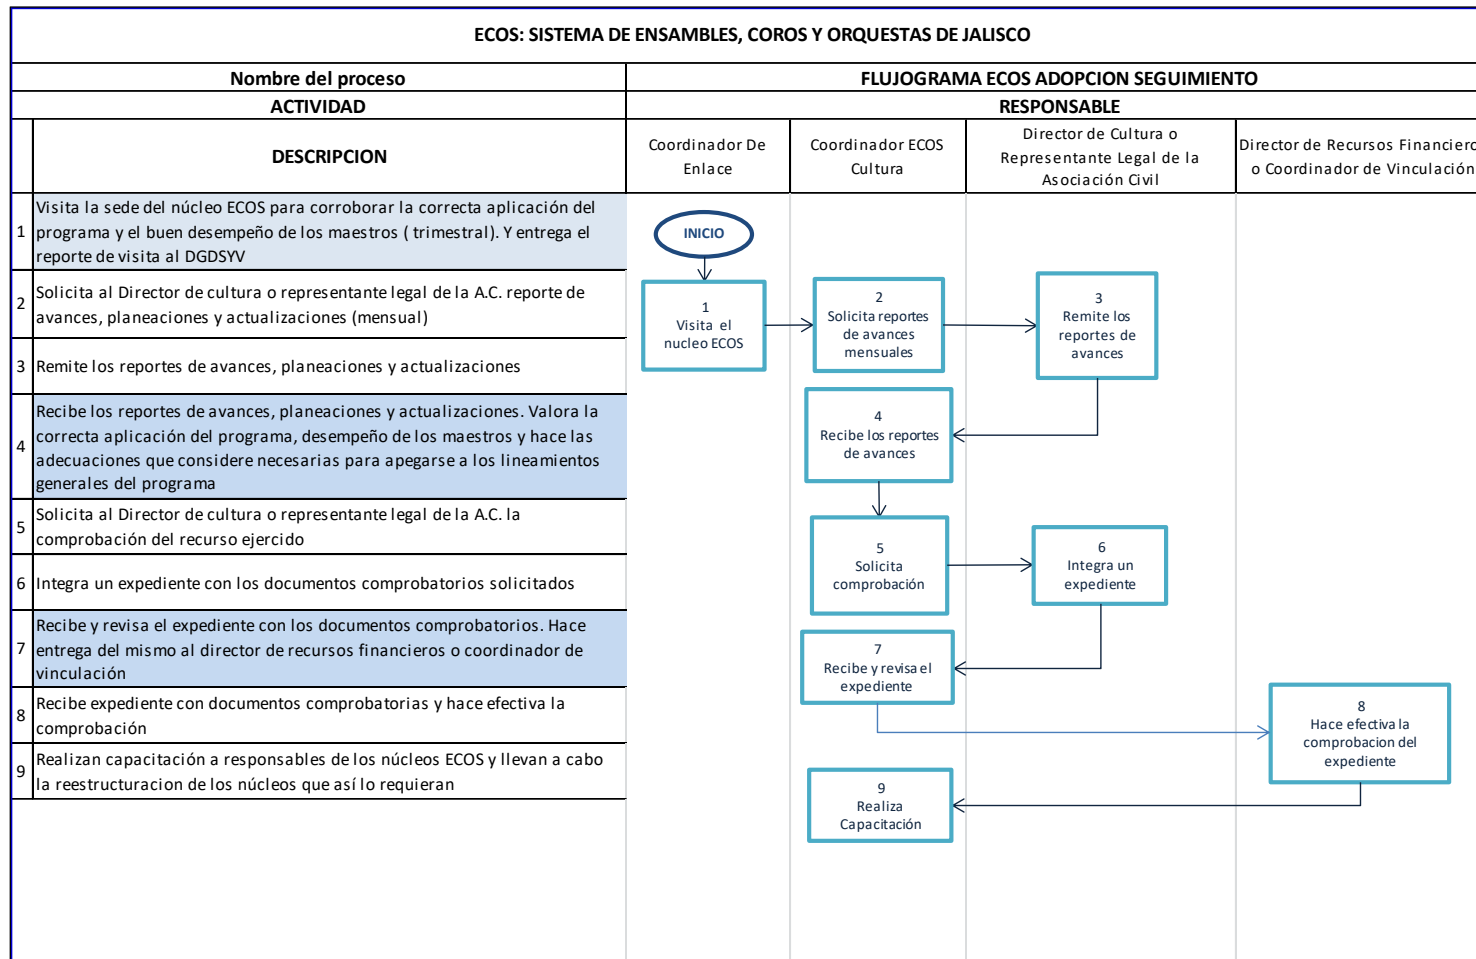 ECOS: SISTEMA DE ENSAMBLES, COROS Y ORQUESTAS DE JALISCO
Nombre del proceso
FLUJOGRAMA ECOS ADOPCION SEGUIMIENTO
ACTIVIDAD
RESPONSABLE
DESCRIPCION
Coordinador De
Enlace
Coordinador ECOS
Cultura
Director de Cultura o
Representante Legal de la
Asociación Civil
Director de Recursos Financiero
o Coordinador de Vinculación
1
Visita la sede del núcleo ECOS para corroborar la correcta aplicación del
programa y el buen desempeño de los maestros ( trimestral). Y entrega el
reporte de visita al DGDSYV
2
Solicita al Director de cultura o representante legal de la A.C. reporte de
avances, planeaciones y actualizaciones (mensual)
3
Remite los reportes de avances, planeaciones y actualizaciones
4
Recibe los reportes de avances, planeaciones y actualizaciones. Valora la
correcta aplicación del programa, desempeño de los maestros y hace las
adecuaciones que considere necesarias para apegarse a los lineamientos
generales del programa
5
Solicita al Director de cultura o representante legal de la A.C. la
comprobación del recurso ejercido
6
Integra un expediente con los documentos comprobatorios solicitados
7
Recibe y revisa el expediente con los documentos comprobatorios. Hace
entrega del mismo al director de recursos financieros o coordinador de
vinculación
8
Recibe expediente con documentos comprobatorias y hace efectiva la
comprobación
9
Realizan capacitación a responsables de los núcleos ECOS y llevan a cabo
la reestructuracion de los núcleos que así lo requieran
INICIO
1
Visita el
nucleo ECOS
2
Solicita reportes
de avances
mensuales
3
Remite los
reportes de
avances
4
Recibe los reportes
de avances
5
Solicita
comprobación
6
Integra un
expediente
7
Recibe y revisa el
expediente
8
Hace efectiva la
comprobacion del
expediente
9
Realiza
Capacitación